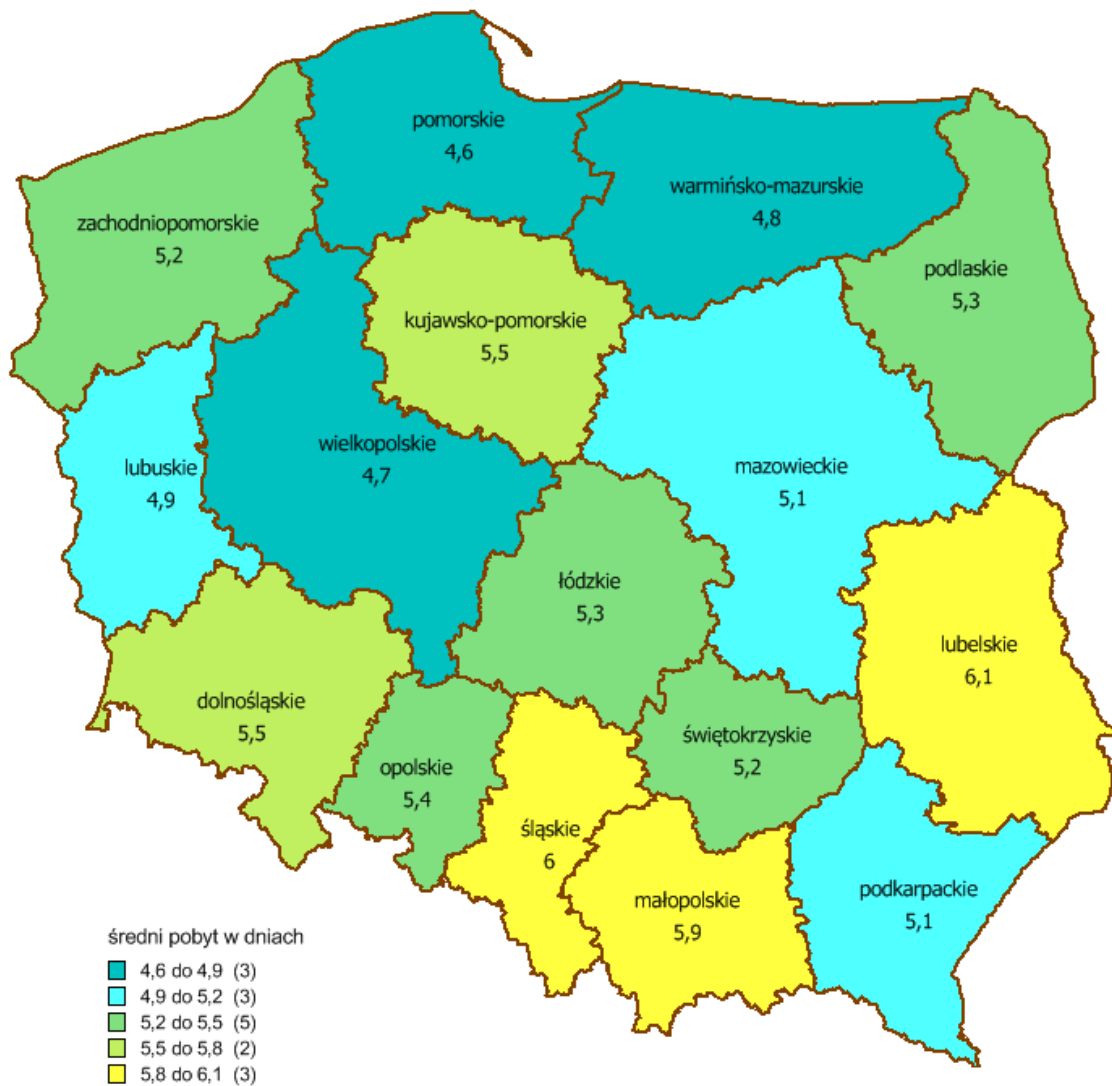 pomorskie
4,6
warmińsko-mazurskie
4,8
zachodniopomorskie
5,2
podlaskie
5,3
kujawsko-pomorskie
5,5
wielkopolskie
4,7
lubuskie
4,9
mazowieckie
5,1
łódzkie
5,3
lubelskie
6,1
dolnośląskie
5,5
świętokrzyskie
5,2
opolskie
5,4
śląskie
6
małopolskie
5,9
podkarpackie
5,1
średni pobyt w dniach
4,6 do 4,9 (3)
4,9 do 5,2 (3)
5,2 do 5,5 (5)
5,5 do 5,8 (2)
5,8 do 6,1 (3)